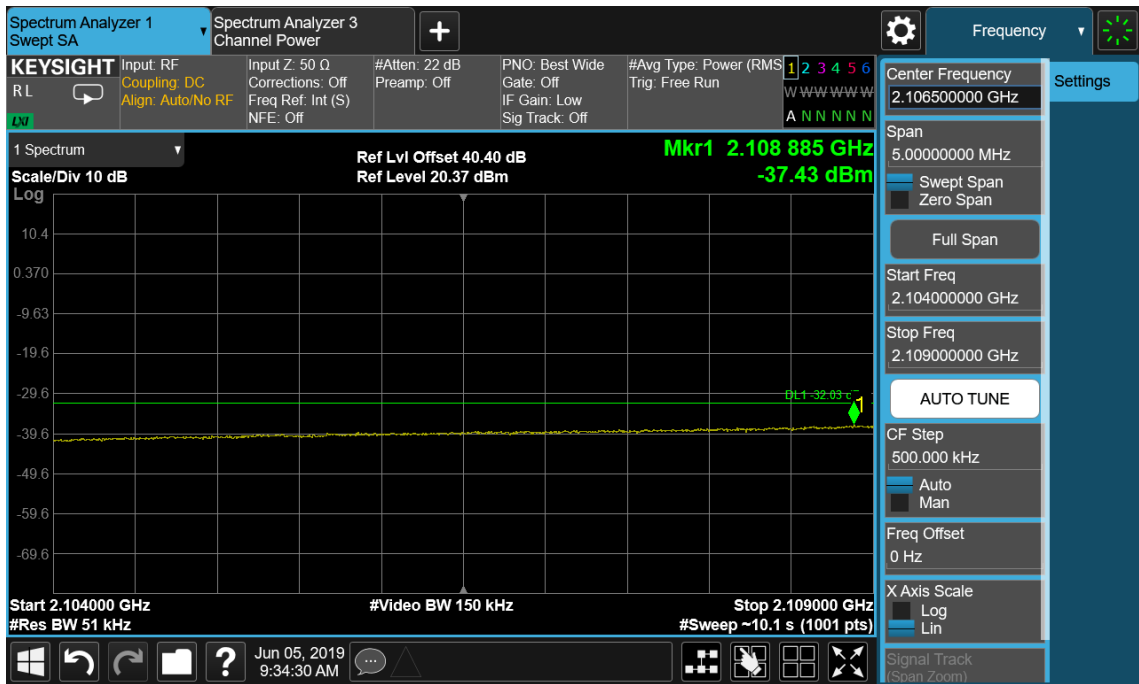 Spectrum Analyzer 1
Swept SA
Spectrum Analyzer 3
Channel Power
Frequency
KEYSIGHT
RL
LXI
Input: RF
Coupling: DC
Align: Auto/No RF
Input Z: 50 Ω
Corrections: Off
Freq Ref: Int (S)
NFE: Off
#Atten: 22 dB
Preamp: Off
PNO: Best Wide
Gate: Off
IF Gain: Low
Sig Track: Off
#Avg Type: Power (RMS
Trig: Free Run
1 2 3 4 5 6
W W W W W W
A N N N N N
1 Spectrum
Scale/Div 10 dB
Ref Lvl Offset 40.40 dB
Ref Level 20.37 dBm
Mkr1 2.108 885 GHz
-37.43 dBm
Log
10.4
0.370
-9.63
-19.6
-29.6
-39.6
-49.6
-59.6
-69.6
DL1 -32.03
1
Start 2.104000 GHz
#Res BW 51 kHz
#Video BW 150 kHz
Stop 2.109000 GHz
#Sweep ~10.1 s (1001 pts)
Center Frequency
2.106500000 GHz
Span
5.00000000 MHz
Swept Span
Zero Span
Full Span
Start Freq
2.104000000 GHz
Stop Freq
2.109000000 GHz
AUTO TUNE
CF Step
500.000 kHz
Auto
Man
Freq Offset
0 Hz
X Axis Scale
Log
Lin
Signal Track
(Span Zoom)
Settings
?
Jun 05, 2019
9:34:30 AM